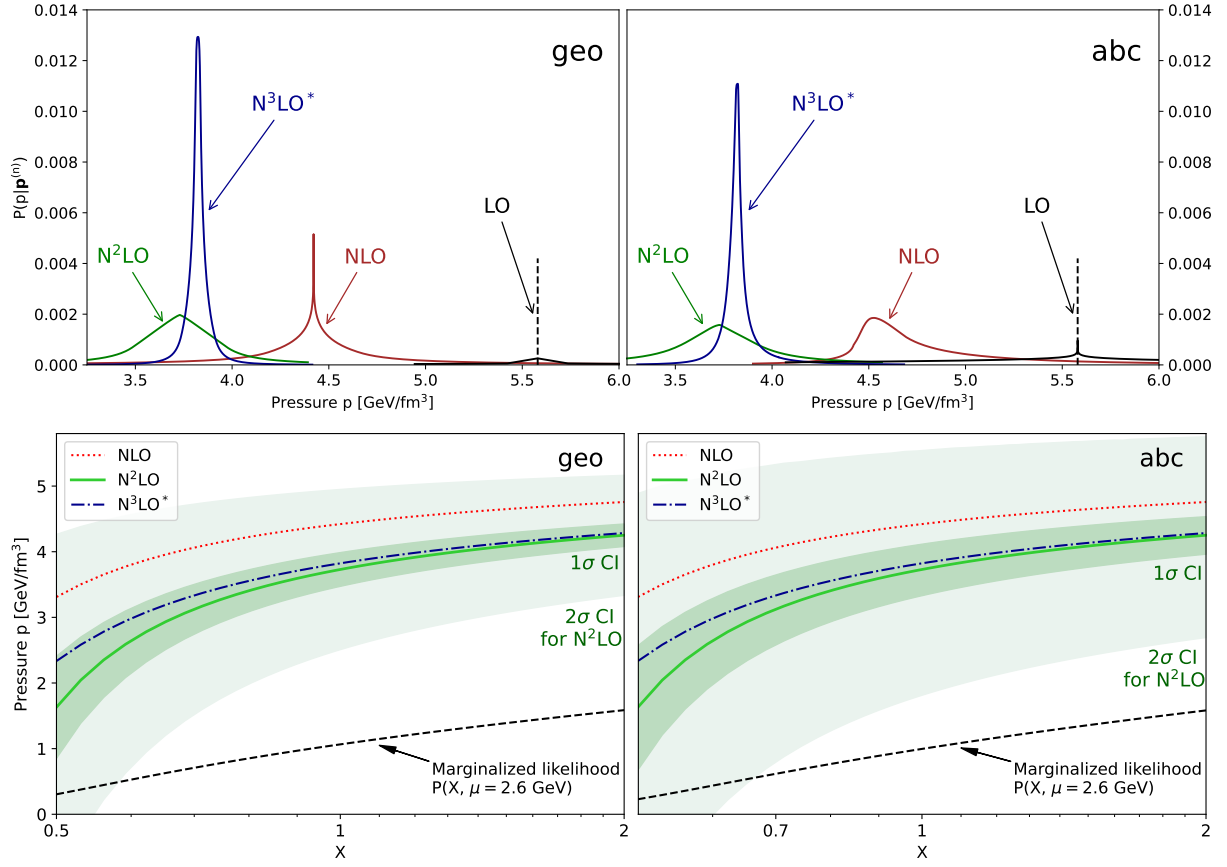 0.014
0.012
0.010
0.008
0.006
0.004
0.002
0.000
P(p|p⁽ⁿ⁾)
geo
N³LO*
N²LO
NLO
LO
3.5 4.0 4.5 5.0 5.5 6.0
Pressure p [GeV/fm³]
abc
N³LO*
N²LO
NLO
LO
0.014
0.012
0.010
0.008
0.006
0.004
0.002
0.000
3.5 4.0 4.5 5.0 5.5 6.0
Pressure p [GeV/fm³]
NLO
N²LO
N³LO*
geo
5
4
3
2
1
0
Pressure p [GeV/fm³]
1σ CI
2σ CI
for N²LO
Marginalized likelihood
P(X, μ = 2.6 GeV)
0.5 1 2
X
NLO
N²LO
N³LO*
abc
1σ CI
2σ CI
for N²LO
Marginalized likelihood
P(X, μ = 2.6 GeV)
0.7 1 2
X